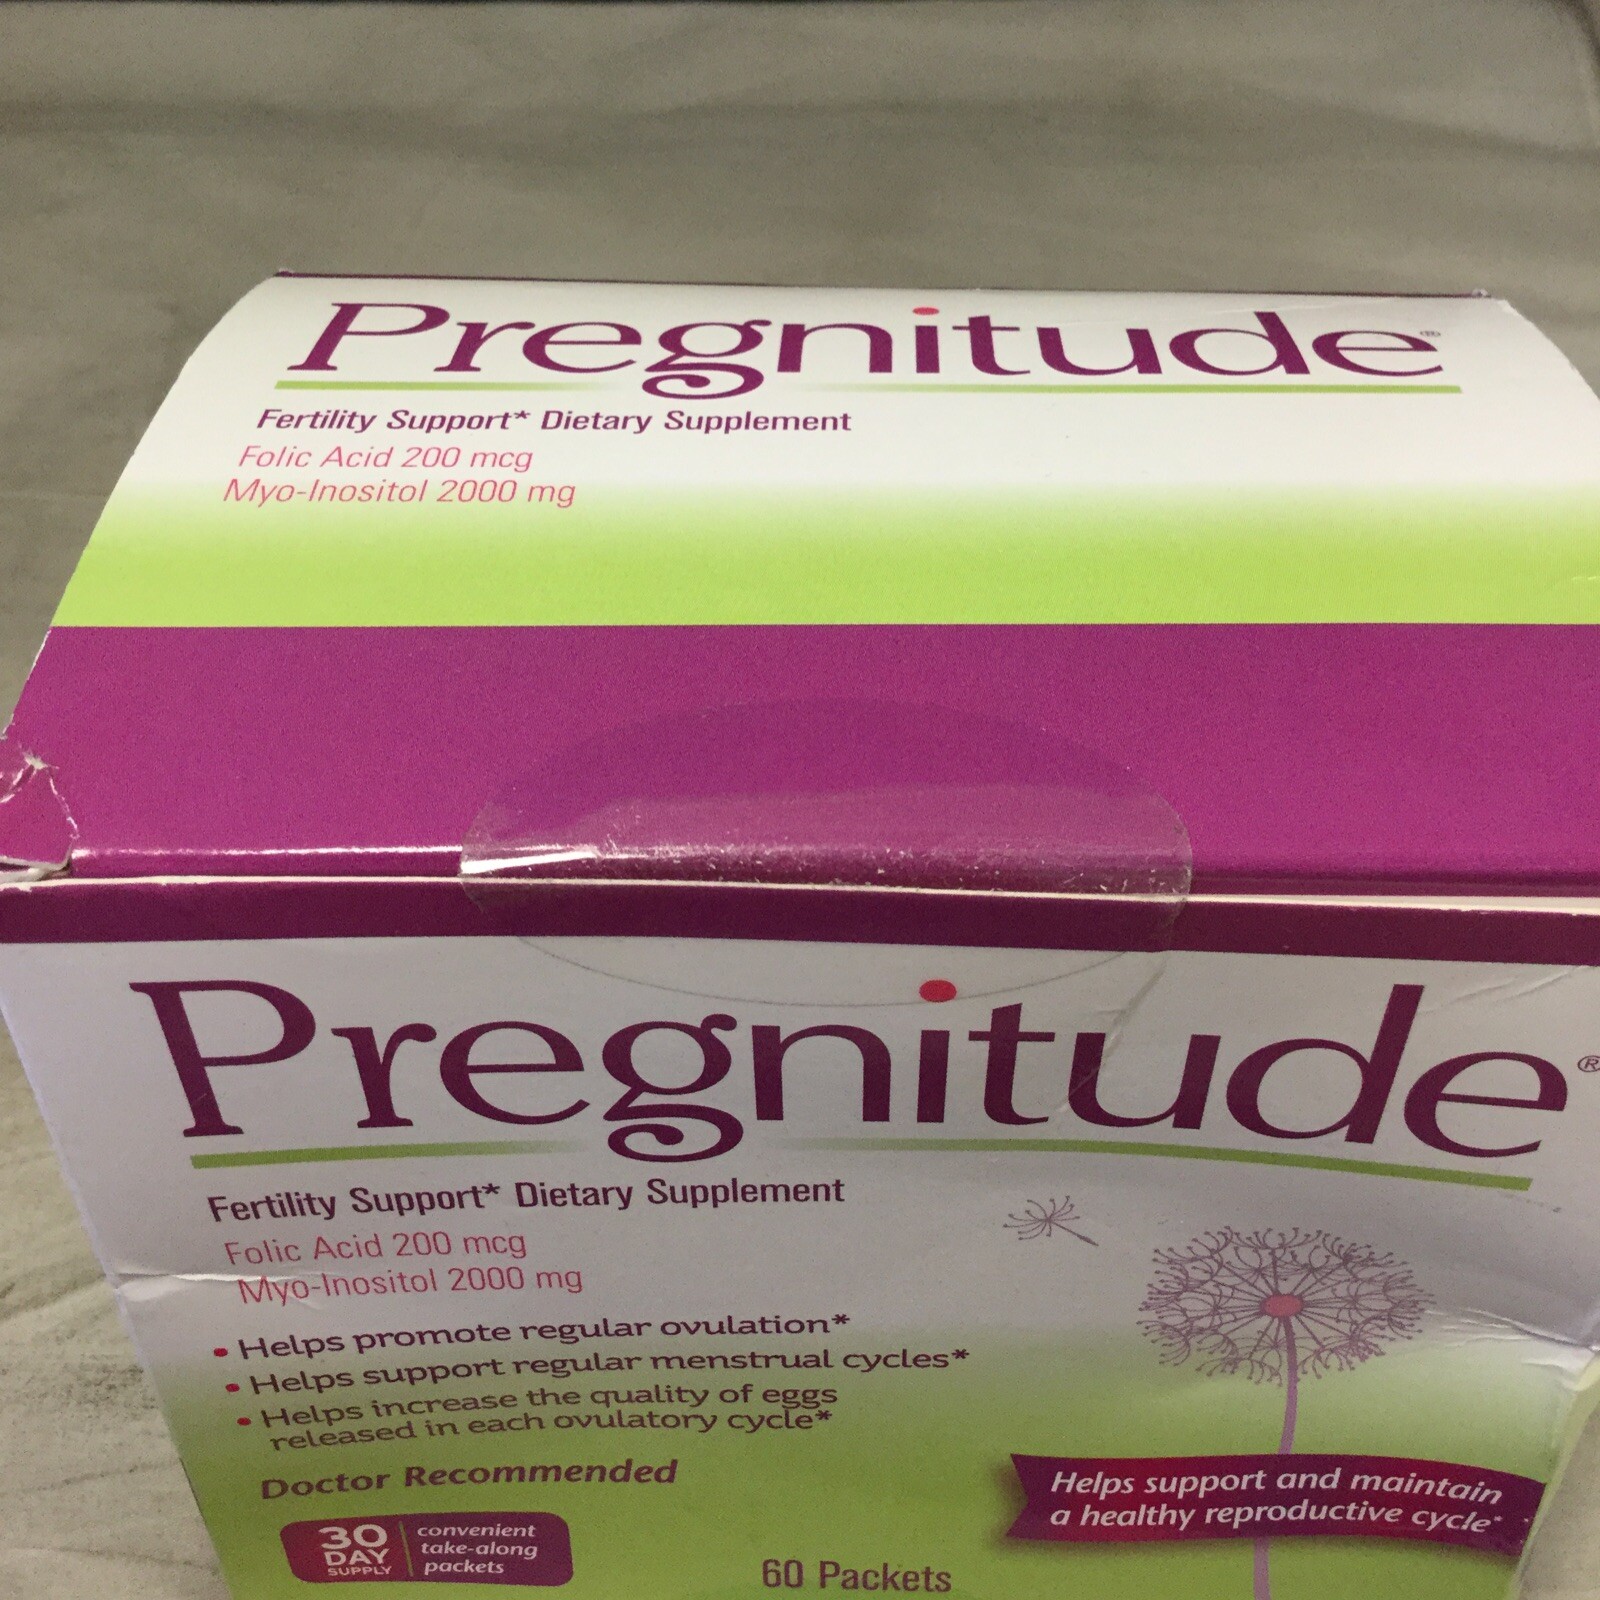 Pregnitude®
Fertility Support* Dietary Supplement
Folic Acid 200 mcg
Myo-Inositol 2000 mg
Pregnitude®
Fertility Support* Dietary Supplement
Folic Acid 200 mcg
Myo-Inositol 2000 mg
• Helps promote regular ovulation*
• Helps support regular menstrual cycles*
• Helps increase the quality of eggs
released in each ovulatory cycle*
Doctor Recommended
30
DAY
SUPPLY
convenient
take-along
packets
60 Packets
Helps support and maintain
a healthy reproductive cycle*